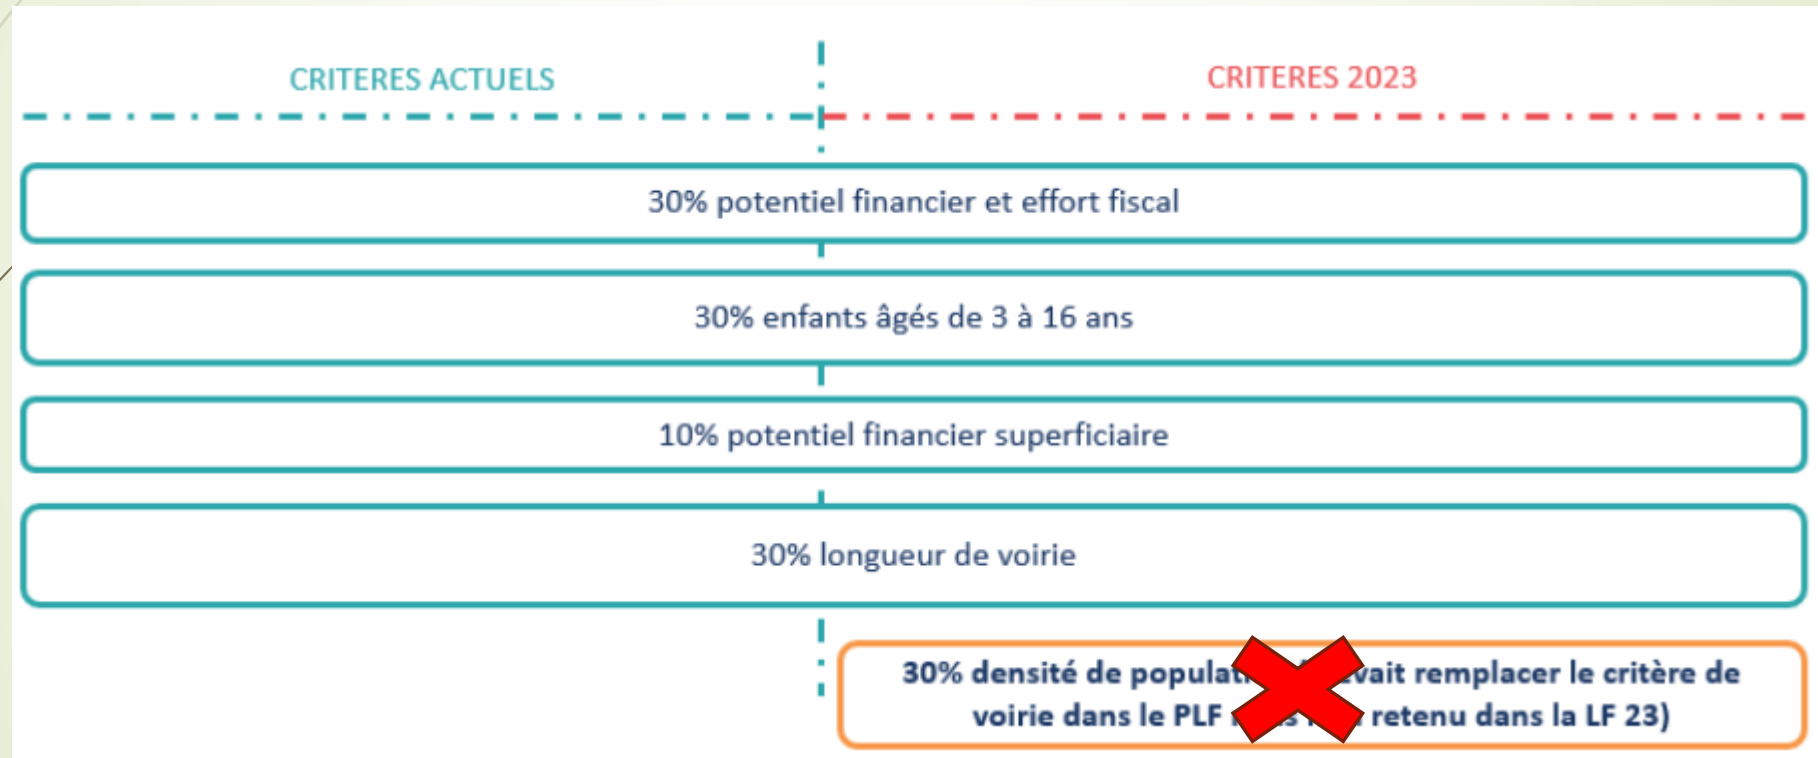 CRITERES ACTUELS
CRITERES 2023
30% potentiel financier et effort fiscal
30% enfants âgés de 3 à 16 ans
10% potentiel financier superficiaire
30% longueur de voirie
30% densité de remplacer le critère de
voirie dans le PLF retenu dans la LF 23)